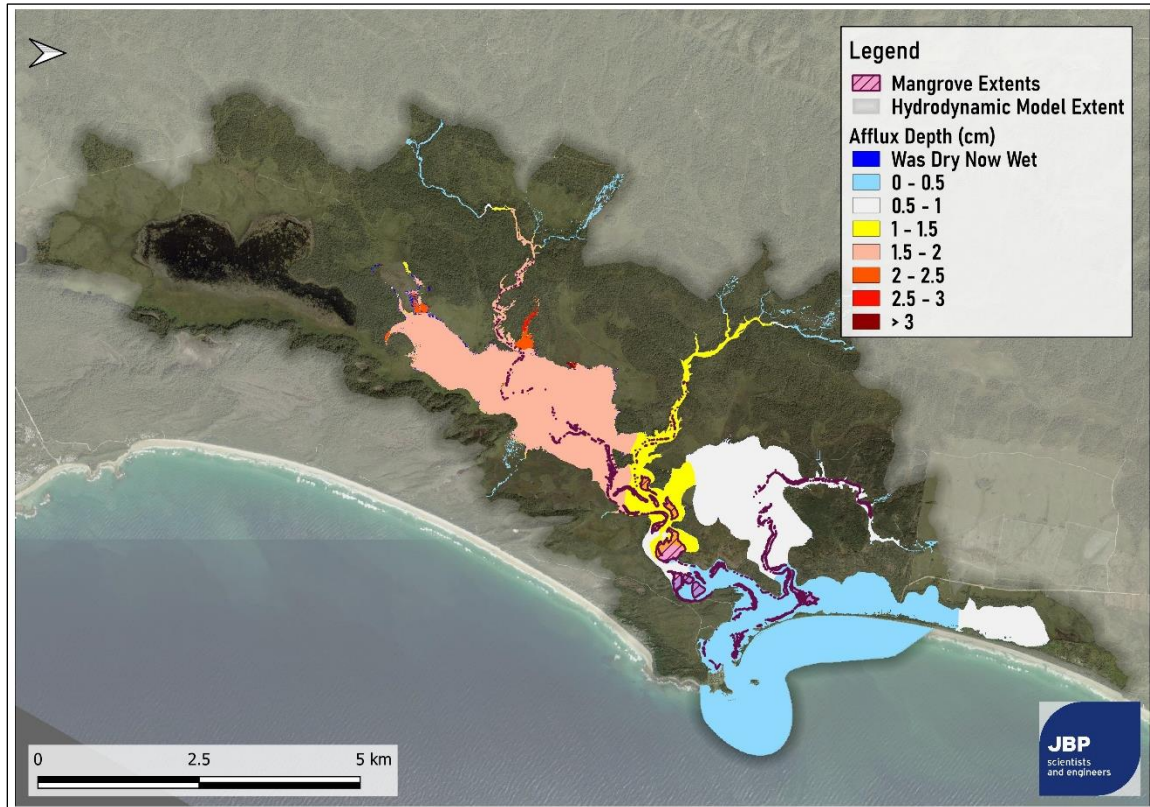 Legend
Mangrove Extents
Hydrodynamic Model Extent
Afflux Depth (cm)
Was Dry Now Wet
0 - 0.5
0.5 - 1
1 - 1.5
1.5 - 2
2 - 2.5
2.5 - 3
> 3
0 2.5 5 km
JBP
scientists
and engineers